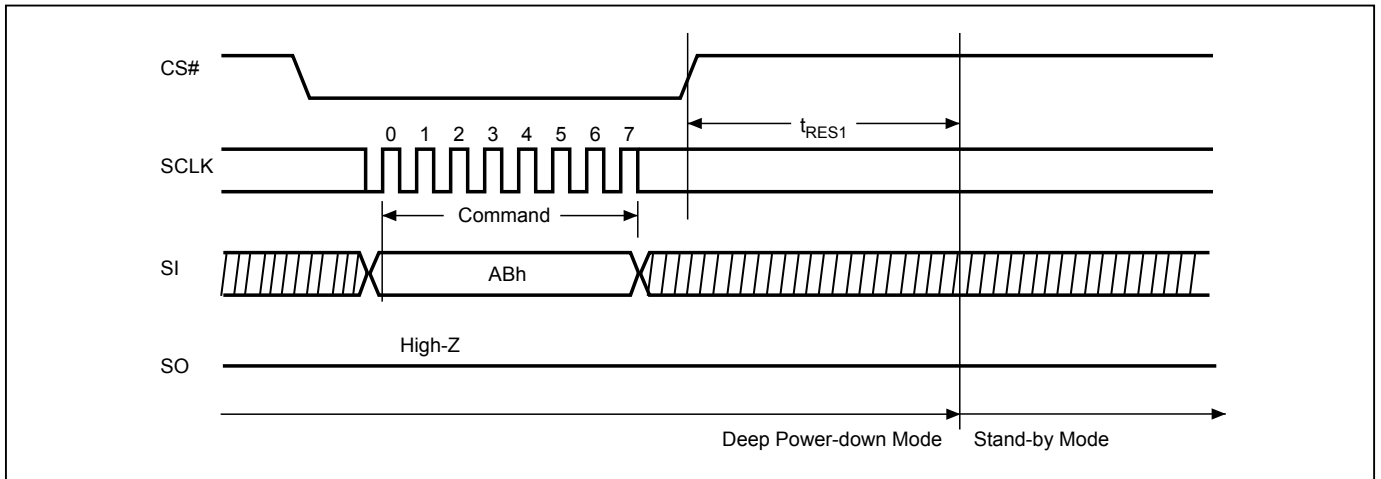 CS#
tRES1
0 1 2 3 4 5 6 7
SCLK
Command
SI
ABh
High-Z
SO
Deep Power-down Mode Stand-by Mode